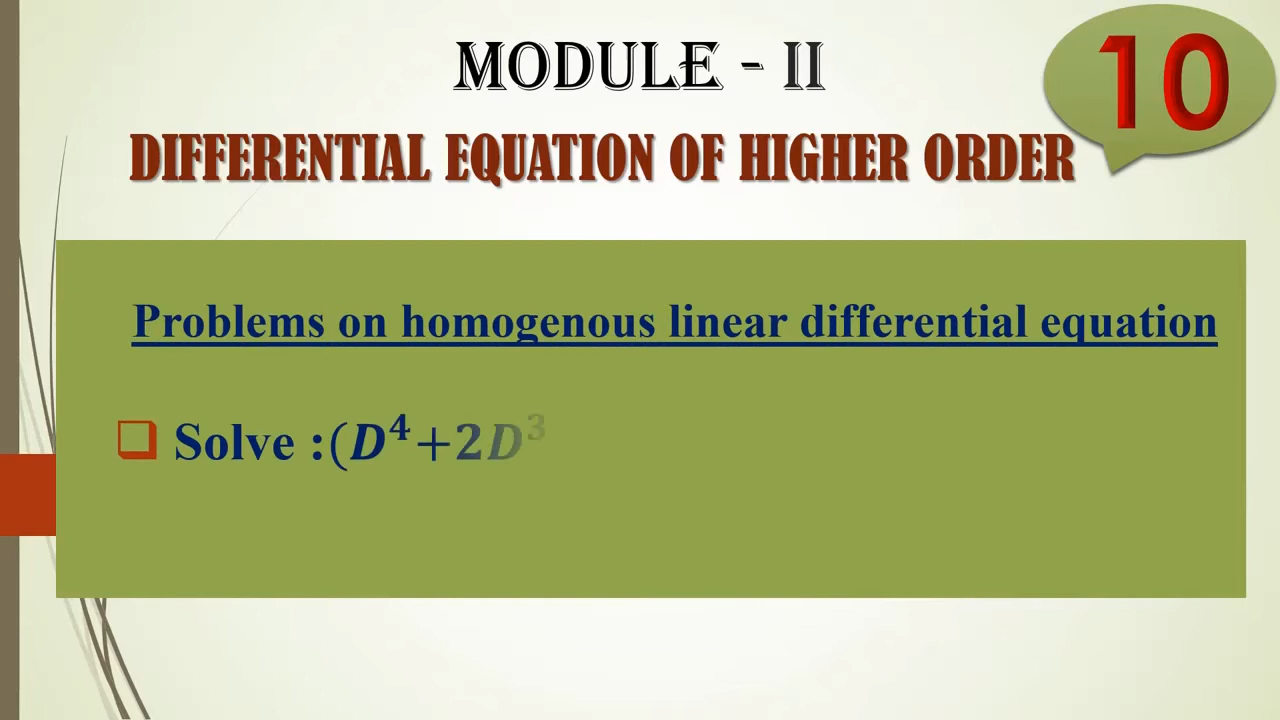 MODULE - II
10
DIFFERENTIAL EQUATION OF HIGHER ORDER
Problems on homogenous linear differential equation
❑ Solve :(𝑫⁴+2𝑫³